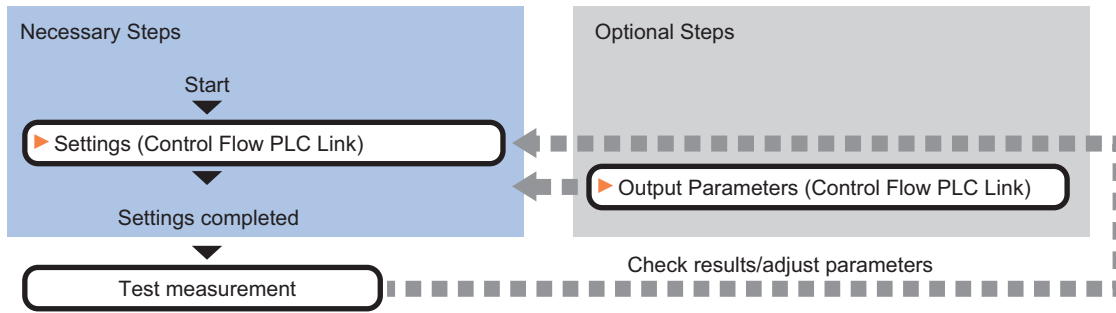 Necessary Steps
Start
Settings (Control Flow PLC Link)
Settings completed
Test measurement
Optional Steps
Output Parameters (Control Flow PLC Link)
Check results/adjust parameters